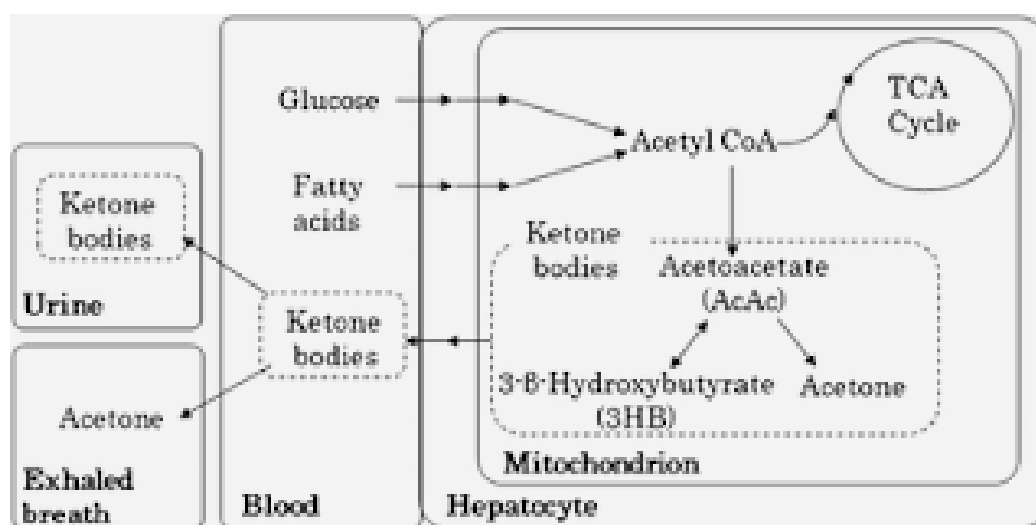 Glucose
Fatty
acids
Acetyl CoA
TCA
Cycle
Ketone
bodies
Urine
Ketone
bodies
Acetoacetate
(AcAc)
Ketone
bodies
3-β-Hydroxybutyrate
(3HB)
Acetone
Acetone
Exhaled
breath
Blood
Mitochondrion
Hepatocyte